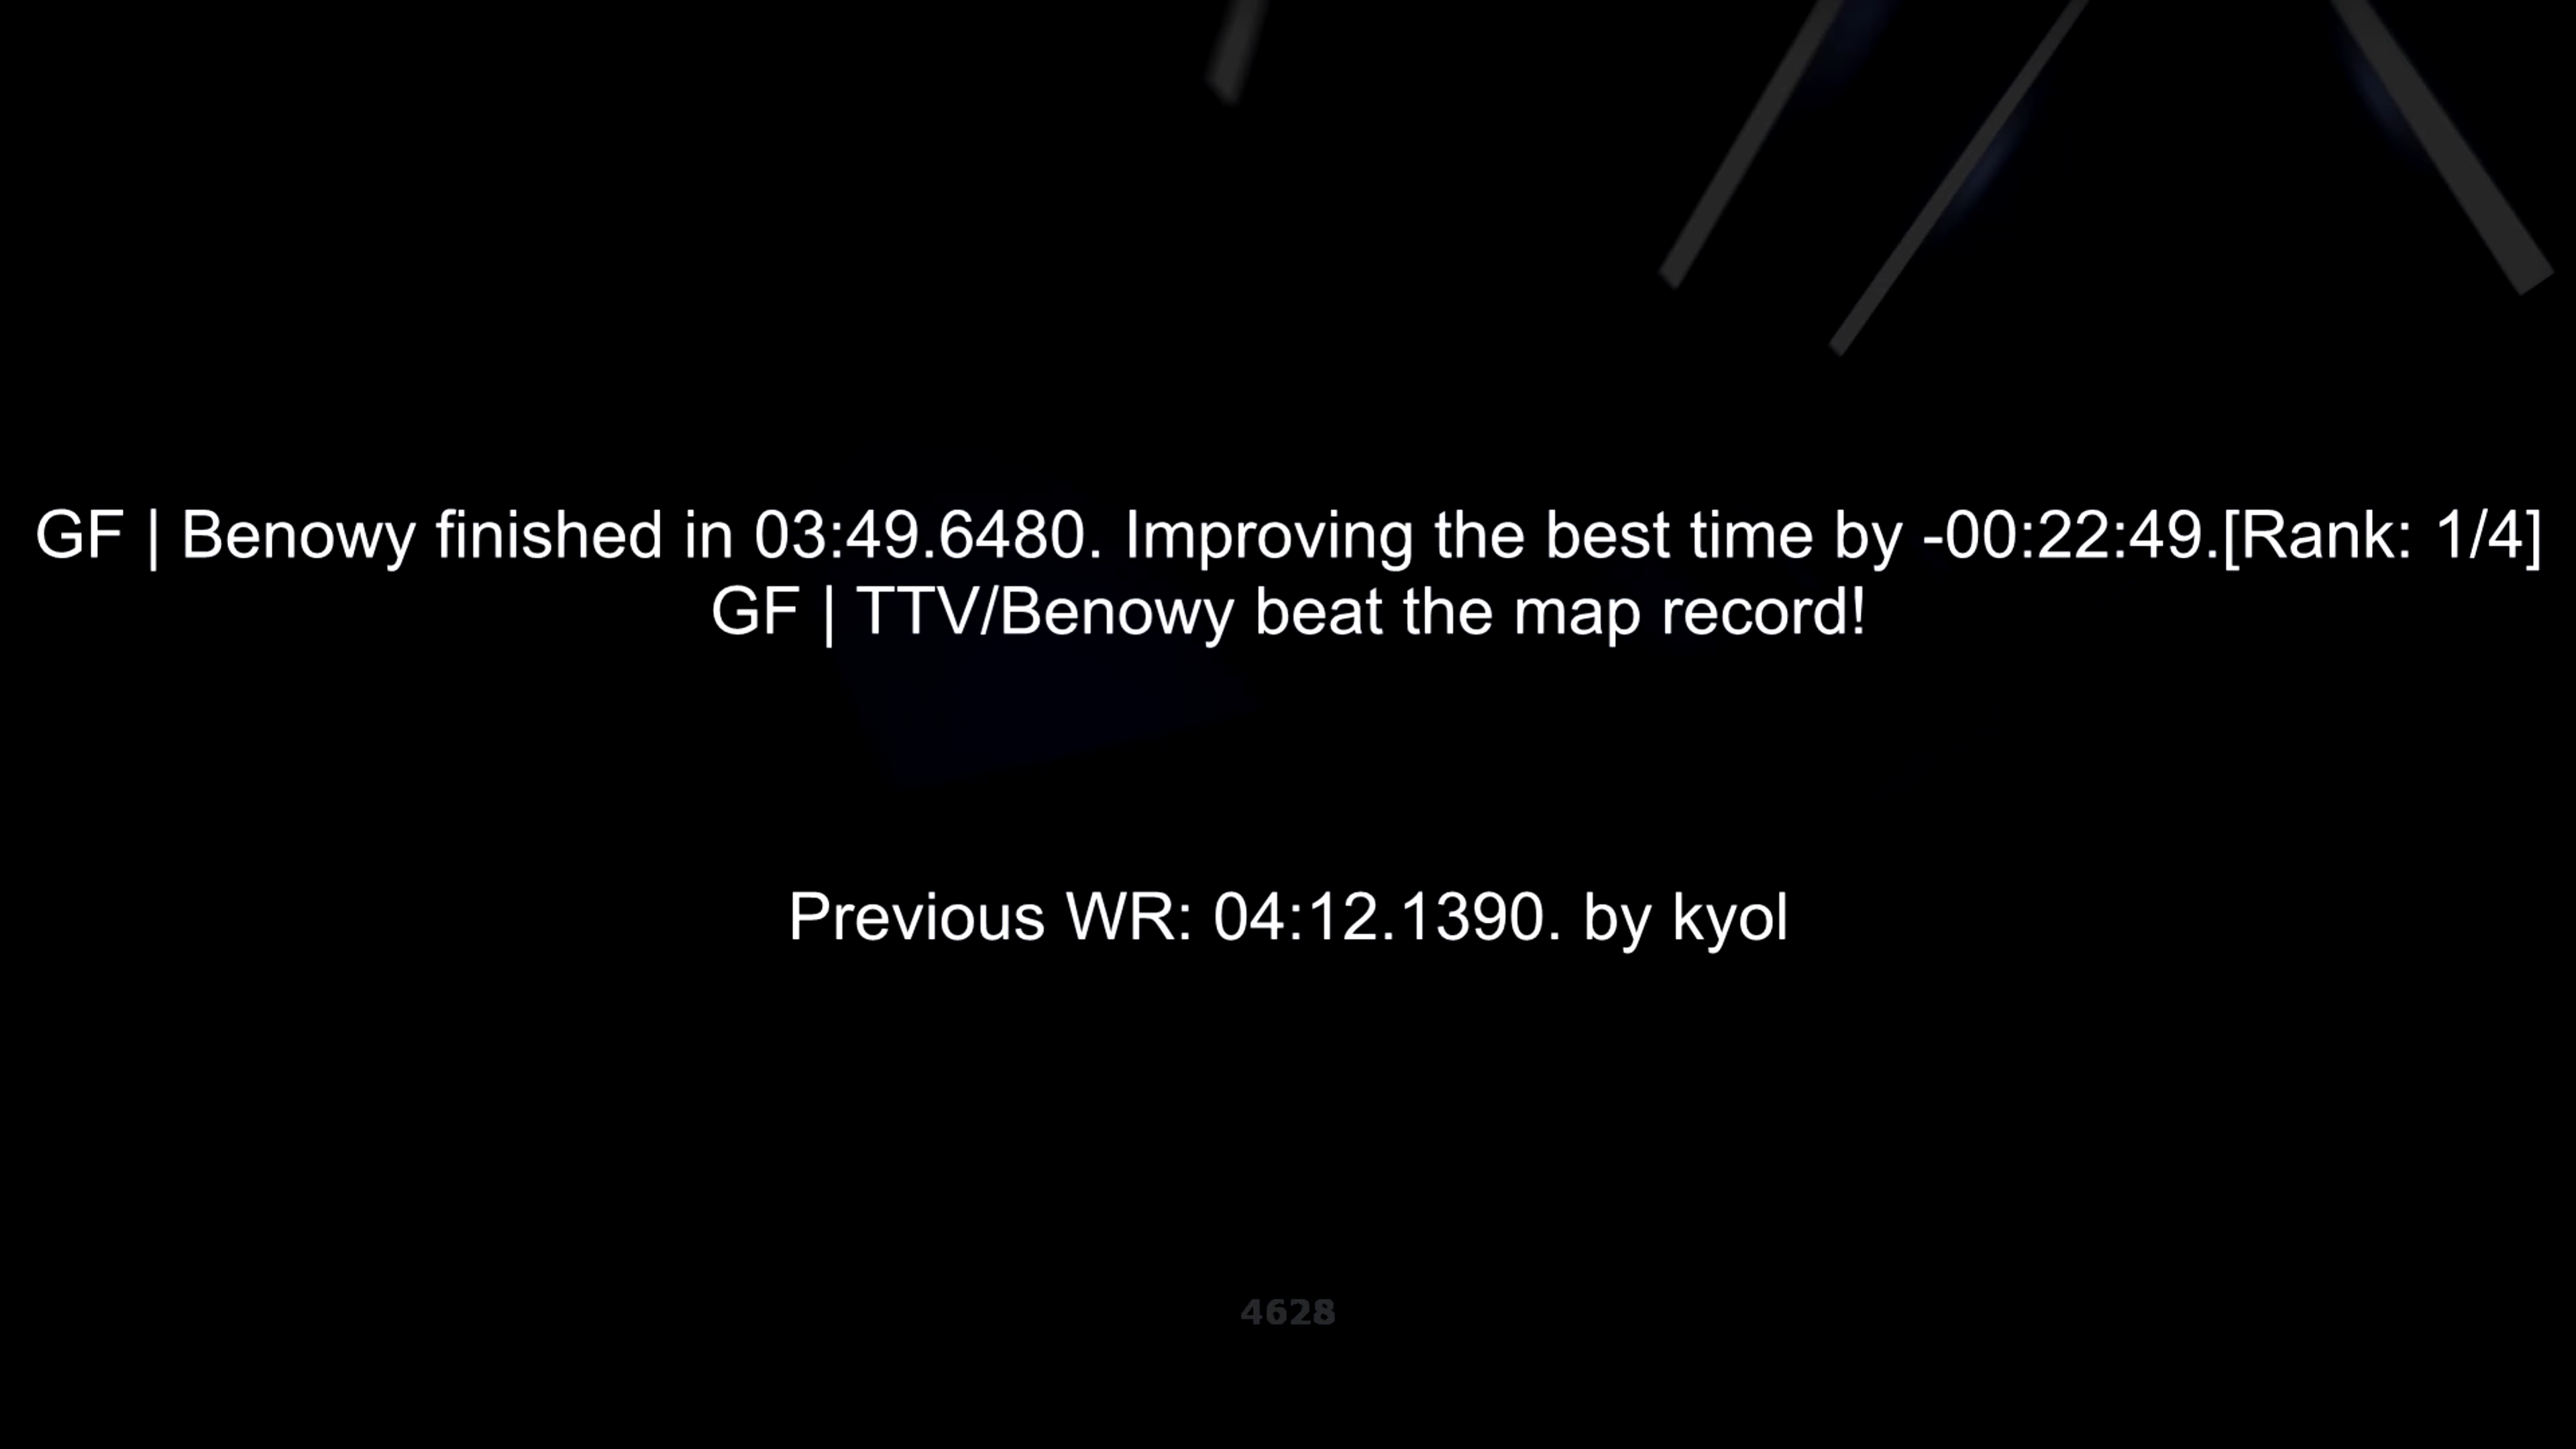 GF | Benowy finished in 03:49.6480. Improving the best time by -00:22:49.[Rank: 1/4]
GF | TTV/Benowy beat the map record!
Previous WR: 04:12.1390. by kyol
4628